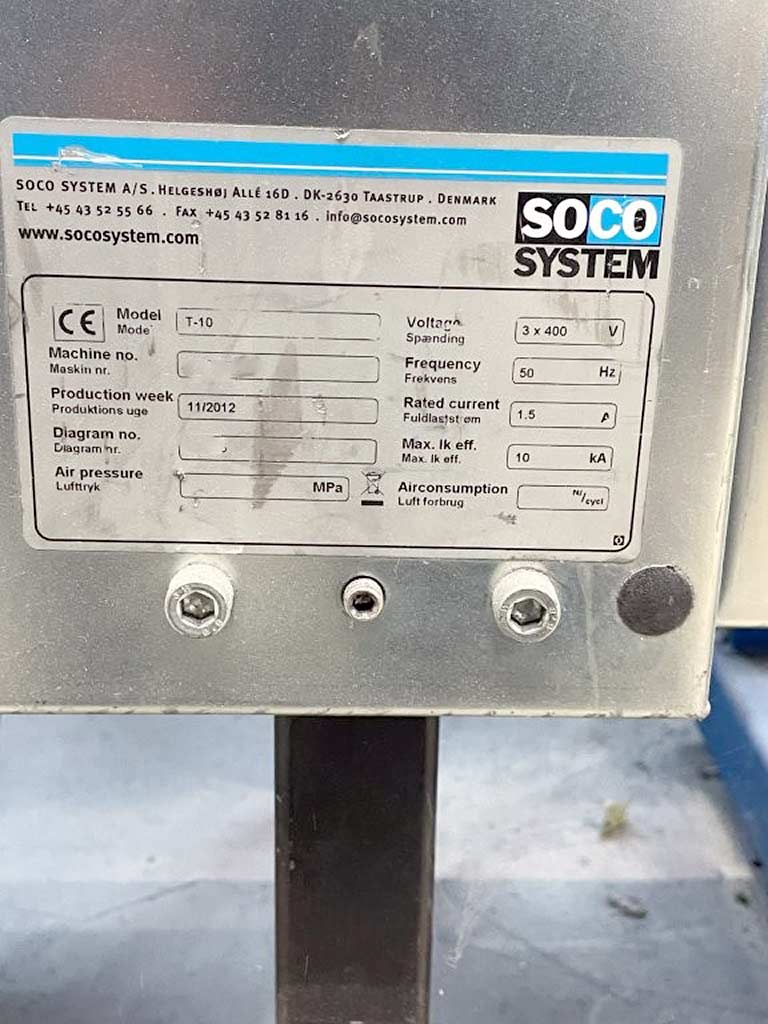 SOCO SYSTEM A/S . HELGESHØJ ALLÉ 16D . DK-2630 TAASTRUP . DENMARK
TEL +45 43 52 55 66 . FAX +45 43 52 81 16 . info@socosystem.com
www.socosystem.com
SOCO
SYSTEM
CE Model T-10
Machine no.
Maskin nr.
Production week 11/2012
Produktions uge
Diagram no.
Diagram nr.
Air pressure MPa
Lufttryk
Voltage 3 x 400 V
Spænding
Frequency 50 Hz
Frekvens
Rated current 1.5 A
Fuldlaststrøm
Max. Ik eff. 10 kA
Max. Ik eff.
Airconsumption Nl/cycl
Luft forbrug